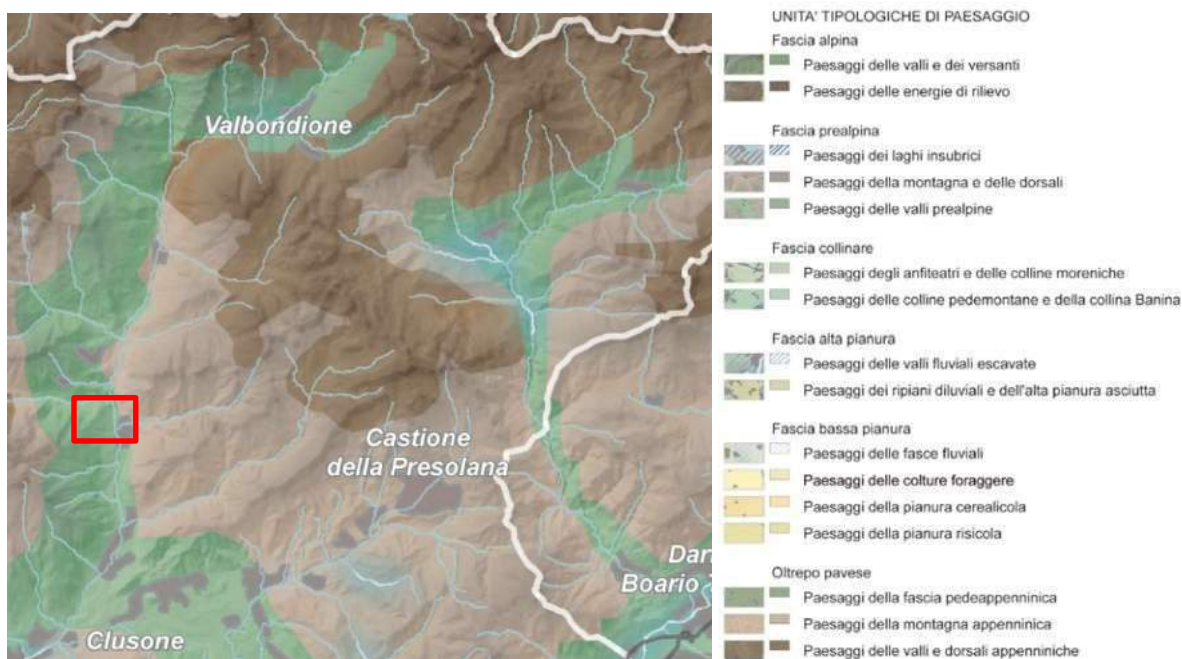 Valbondione
Castione
della Presolana
Clusone
Boario
UNITA' TIPOLOGICHE DI PAESAGGIO
Fascia alpina
Paesaggi delle valli e dei versanti
Paesaggi delle energie di rilievo
Fascia prealpina
Paesaggi dei laghi insubrici
Paesaggi della montagna e delle dorsali
Paesaggi delle valli prealpine
Fascia collinare
Paesaggi degli anfiteatri e delle colline moreniche
Paesaggi delle colline pedemontane e della collina Banina
Fascia alta pianura
Paesaggi delle valli fluviali escavate
Paesaggi dei ripiani diluviali e dell'alta pianura asciutta
Fascia bassa pianura
Paesaggi delle fasce fluviali
Paesaggi delle colture foraggere
Paesaggi della pianura cerealicola
Paesaggi della pianura risicola
Oltrepo pavese
Paesaggi della fascia pedeappenninica
Paesaggi della montagna appenninica
Paesaggi delle valli e dorsali appenniniche